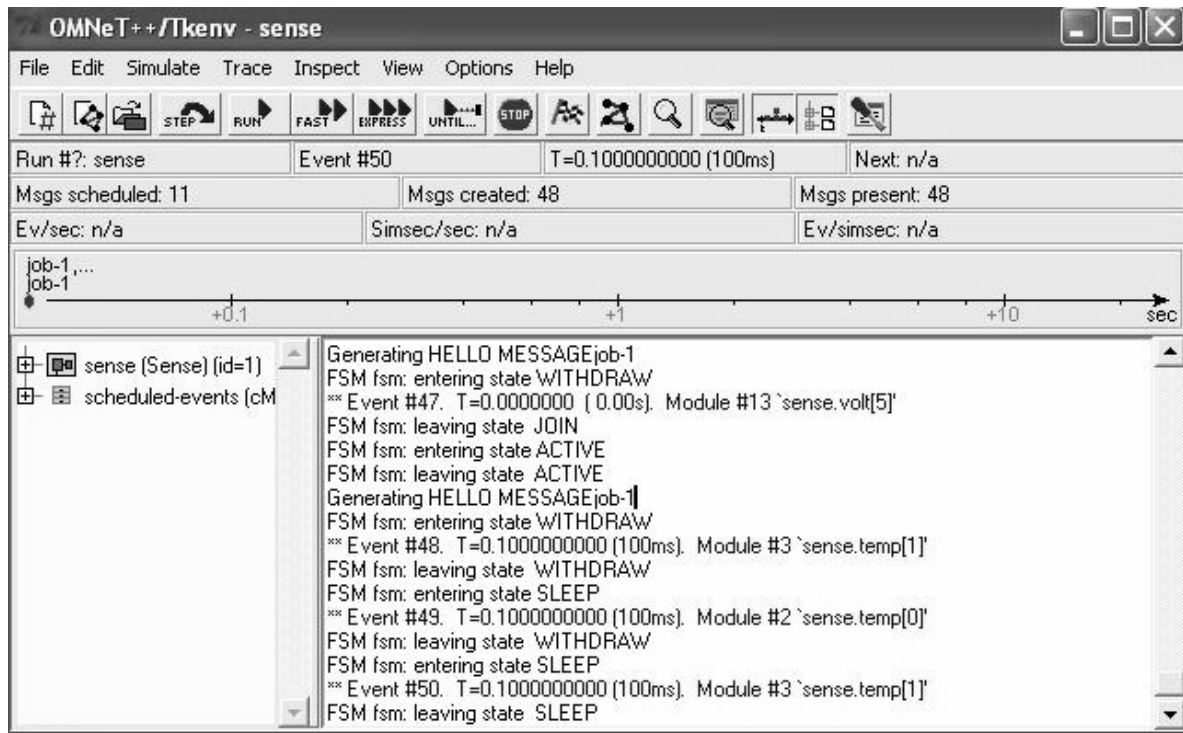 OMNeT++/Tkenv - sense
File Edit Simulate Trace Inspect View Options Help
STEP RUN FAST EXPRESS UNTIL... STOP
Run #?: sense Event #50 T=0.1000000000 (100ms) Next: n/a
Msgs scheduled: 11 Msgs created: 48 Msgs present: 48
Ev/sec: n/a Simsec/sec: n/a Ev/simsec: n/a
job-1,...
job-1
+0.1 +1 +10 sec
sense (Sense) (id=1)
scheduled-events (cM
Generating HELLO MESSAGEjob-1
FSM fsm: entering state WITHDRAW
** Event #47. T=0.0000000 ( 0.00s). Module #13 `sense.volt[5]'
FSM fsm: leaving state JOIN
FSM fsm: entering state ACTIVE
FSM fsm: leaving state ACTIVE
Generating HELLO MESSAGEjob-1
FSM fsm: entering state WITHDRAW
** Event #48. T=0.1000000000 (100ms). Module #3 `sense.temp[1]'
FSM fsm: leaving state WITHDRAW
FSM fsm: entering state SLEEP
** Event #49. T=0.1000000000 (100ms). Module #2 `sense.temp[0]'
FSM fsm: leaving state WITHDRAW
FSM fsm: entering state SLEEP
** Event #50. T=0.1000000000 (100ms). Module #3 `sense.temp[1]'
FSM fsm: leaving state SLEEP